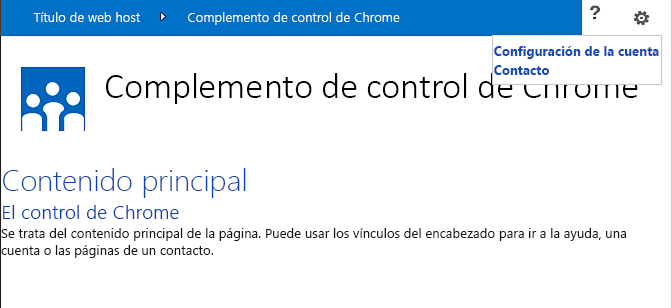 Título de web host Complemento de control de Chrome ?
Configuración de la cuenta
Contacto
Complemento de control de Chrome
Contenido principal
El control de Chrome
Se trata del contenido principal de la página. Puede usar los vínculos del encabezado para ir a la ayuda, una
cuenta o las páginas de un contacto.